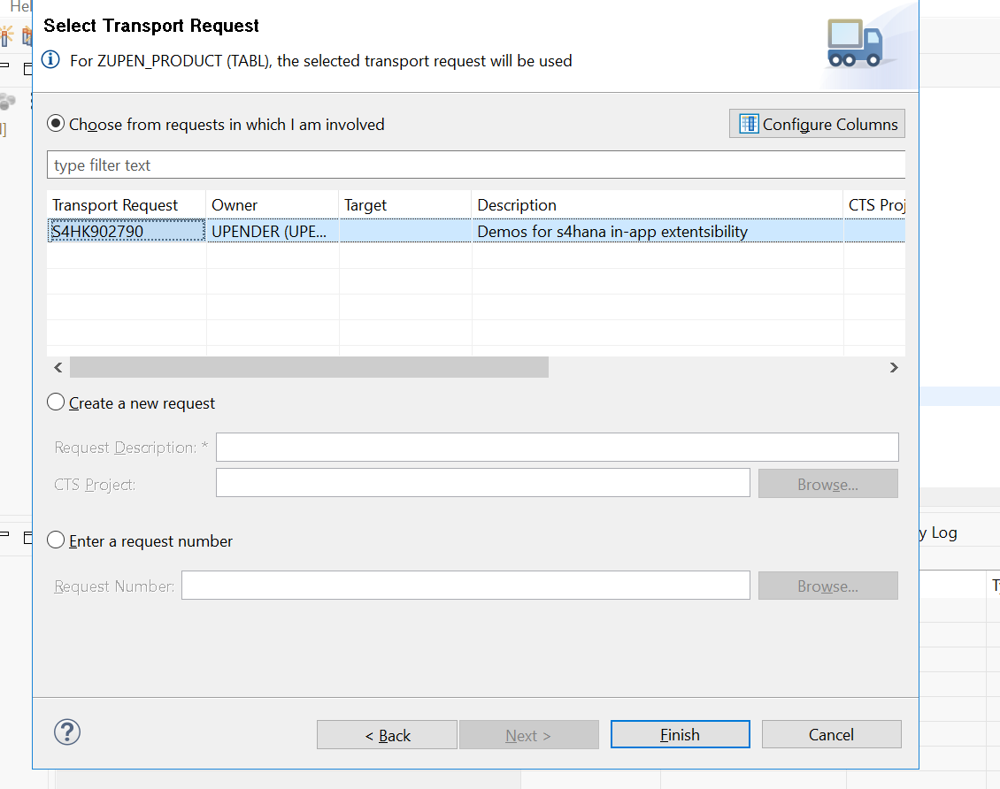 Hel
Select Transport Request
For ZUPEN_PRODUCT (TABL), the selected transport request will be used
Choose from requests in which I am involved
Configure Columns
type filter text
Transport Request Owner Target Description CTS Proj
S4HK902790 UPENDER (UPE... Demos for s4hana in-app extentsibility
Create a new request
Request Description: *
CTS Project: Browse...
Enter a request number
y Log
Request Number: Browse...
< Back Next > Finish Cancel